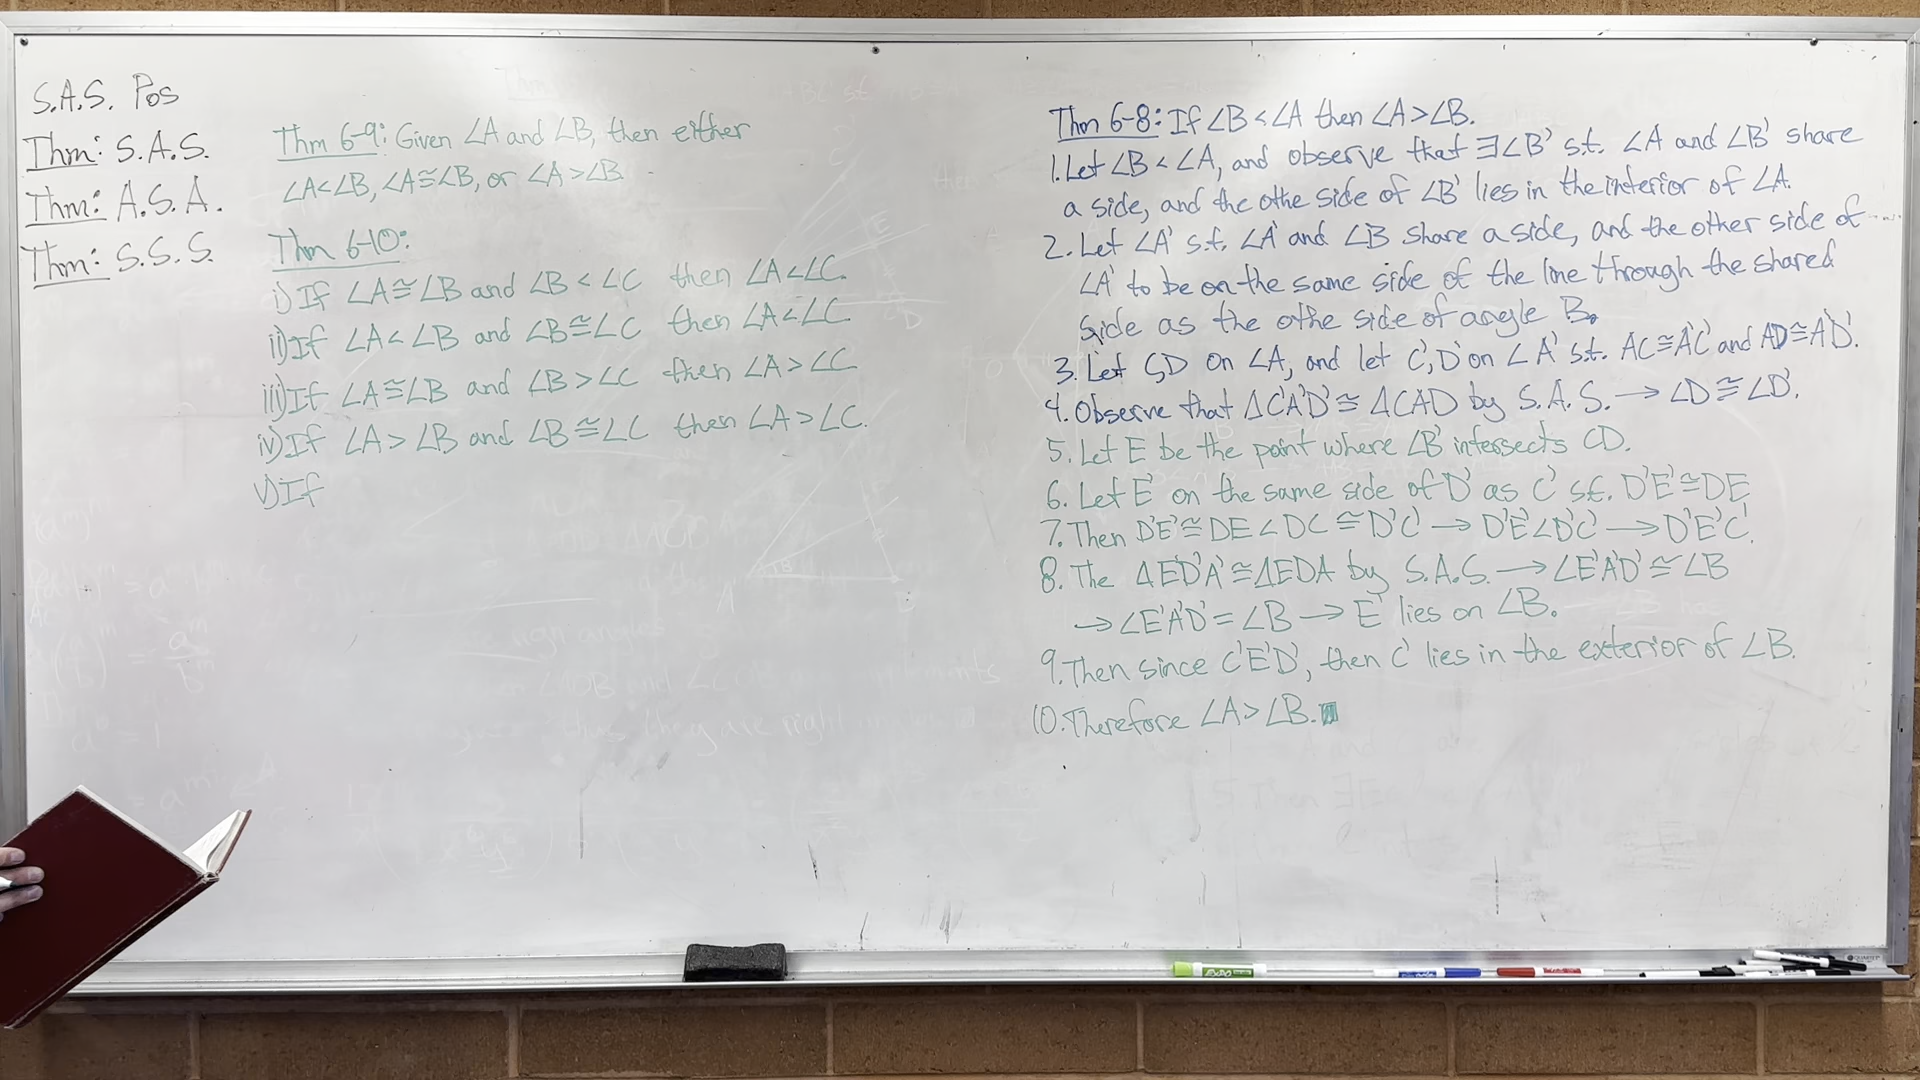 S.A.S. Pos
Thm: S.A.S.
Thm: A.S.A.
Thm: S.S.S.
Thm 6-9: Given ∠A and ∠B, then either
∠A<∠B, ∠A≅∠B, or ∠A>∠B.
Thm 6-10:
i) If ∠A≅∠B and ∠B<∠C then ∠A<∠C.
ii) If ∠A<∠B and ∠B≅∠C then ∠A<∠C.
iii) If ∠A≅∠B and ∠B>∠C then ∠A>∠C.
iv) If ∠A>∠B and ∠B≅∠C then ∠A>∠C.
v) If
Thm 6-8: If ∠B<∠A then ∠A>∠B.
1. Let ∠B<∠A, and observe that ∃∠B' s.t. ∠A and ∠B' share
a side, and the othe side of ∠B' lies in the interior of ∠A.
2. Let ∠A' s.t. ∠A' and ∠B share a side, and the other side of
∠A' to be on the same side of the line through the shared
side as the othe side of angle B.
3. Let C,D on ∠A, and let C',D' on ∠A' s.t. AC≅A'C' and AD≅A'D'.
4. Observe that ΔC'A'D'≅ΔCAD by S.A.S. → ∠D≅∠D'.
5. Let E be the point where ∠B' intersects CD.
6. Let E' on the same side of D' as C' s.t. D'E'≅DE
7. Then D'E'≅DE<DC≅D'C' → D'E'<D'C' → D'E'C'.
8. The ΔE'D'A'≅ΔEDA by S.A.S. → ∠E'A'D'≅∠B
→ ∠E'A'D'=∠B → E' lies on ∠B.
9. Then since C'E'D', then C' lies in the exterior of ∠B.
10. Therefore ∠A>∠B.